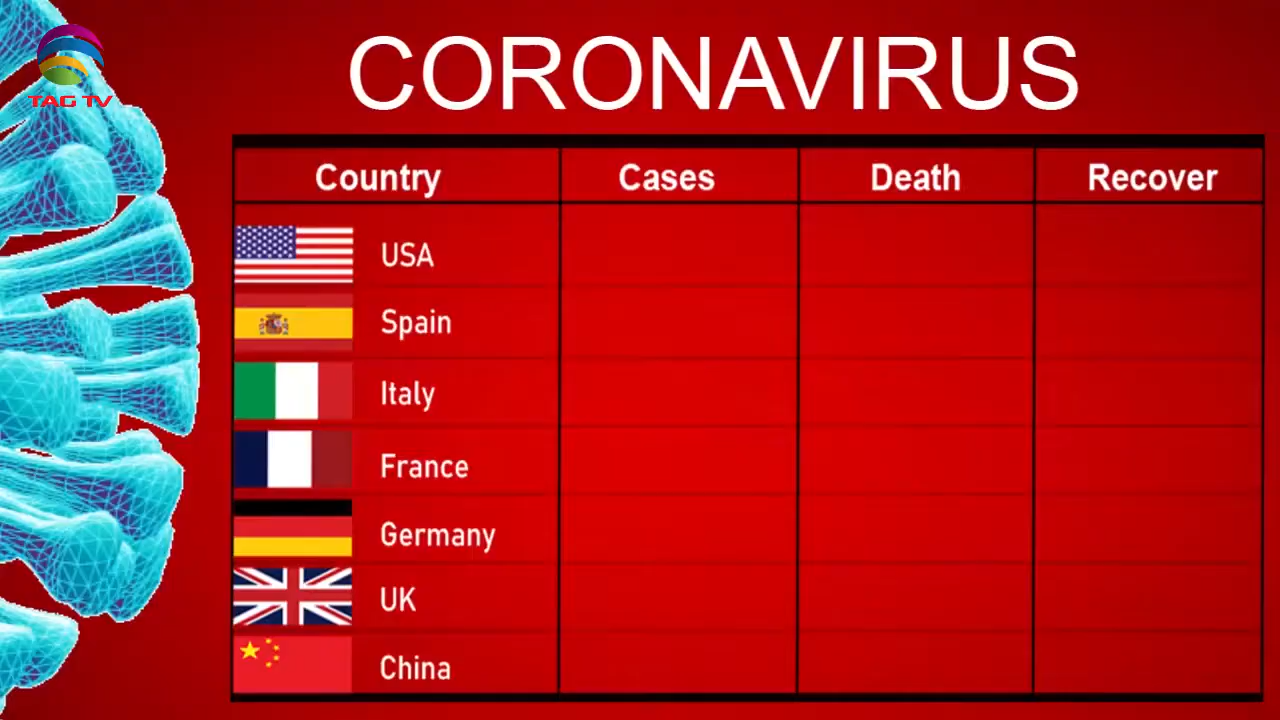 TAG TV
CORONAVIRUS
Country Cases Death Recover
USA
Spain
Italy
France
Germany
UK
China